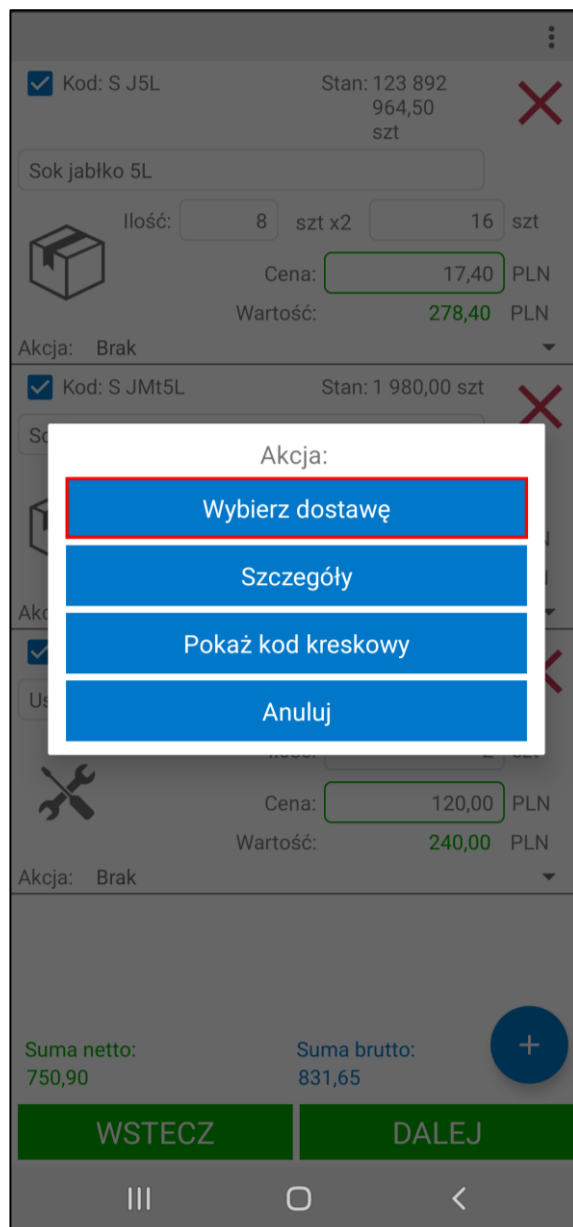 Kod: S J5L
Stan: 123 892
964,50
szt
Sok jabłko 5L
Ilość: 8 szt x2 16 szt
Cena: 17,40 PLN
Wartość: 278,40 PLN
Akcja: Brak
Kod: S JMt5L Stan: 1 980,00 szt
Akcja:
Wybierz dostawę
Szczegóły
Pokaż kod kreskowy
Anuluj
Cena: 120,00 PLN
Wartość: 240,00 PLN
Akcja: Brak
Suma netto: Suma brutto:
750,90 831,65
+
WSTECZ DALEJ